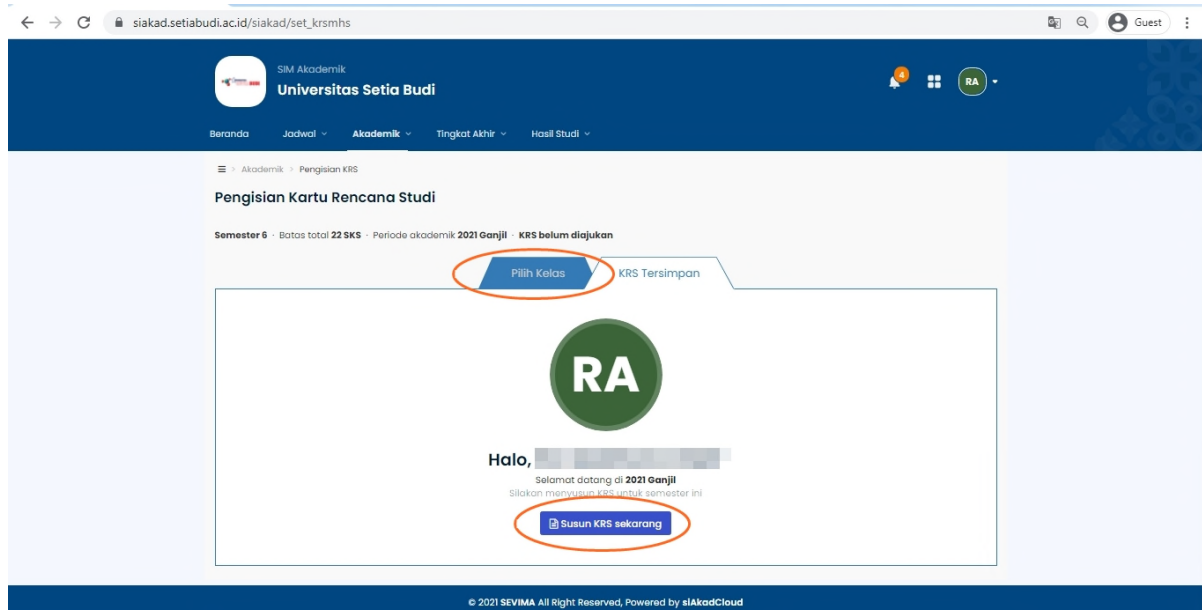 siakad.setiabudi.ac.id/siakad/set_krsmhs
Guest
SIM Akademik
Universitas Setia Budi
4
RA
Beranda Jadwal Akademik Tingkat Akhir Hasil Studi
Akademik > Pengisian KRS
Pengisian Kartu Rencana Studi
Semester 6 · Batas total 22 SKS · Periode akademik 2021 Ganjil · KRS belum diajukan
Pilih Kelas KRS Tersimpan
RA
Halo,
Selamat datang di 2021 Ganjil
Silakan menyusun KRS untuk semester ini
Susun KRS sekarang
© 2021 SEVIMA All Right Reserved, Powered by siAkadCloud